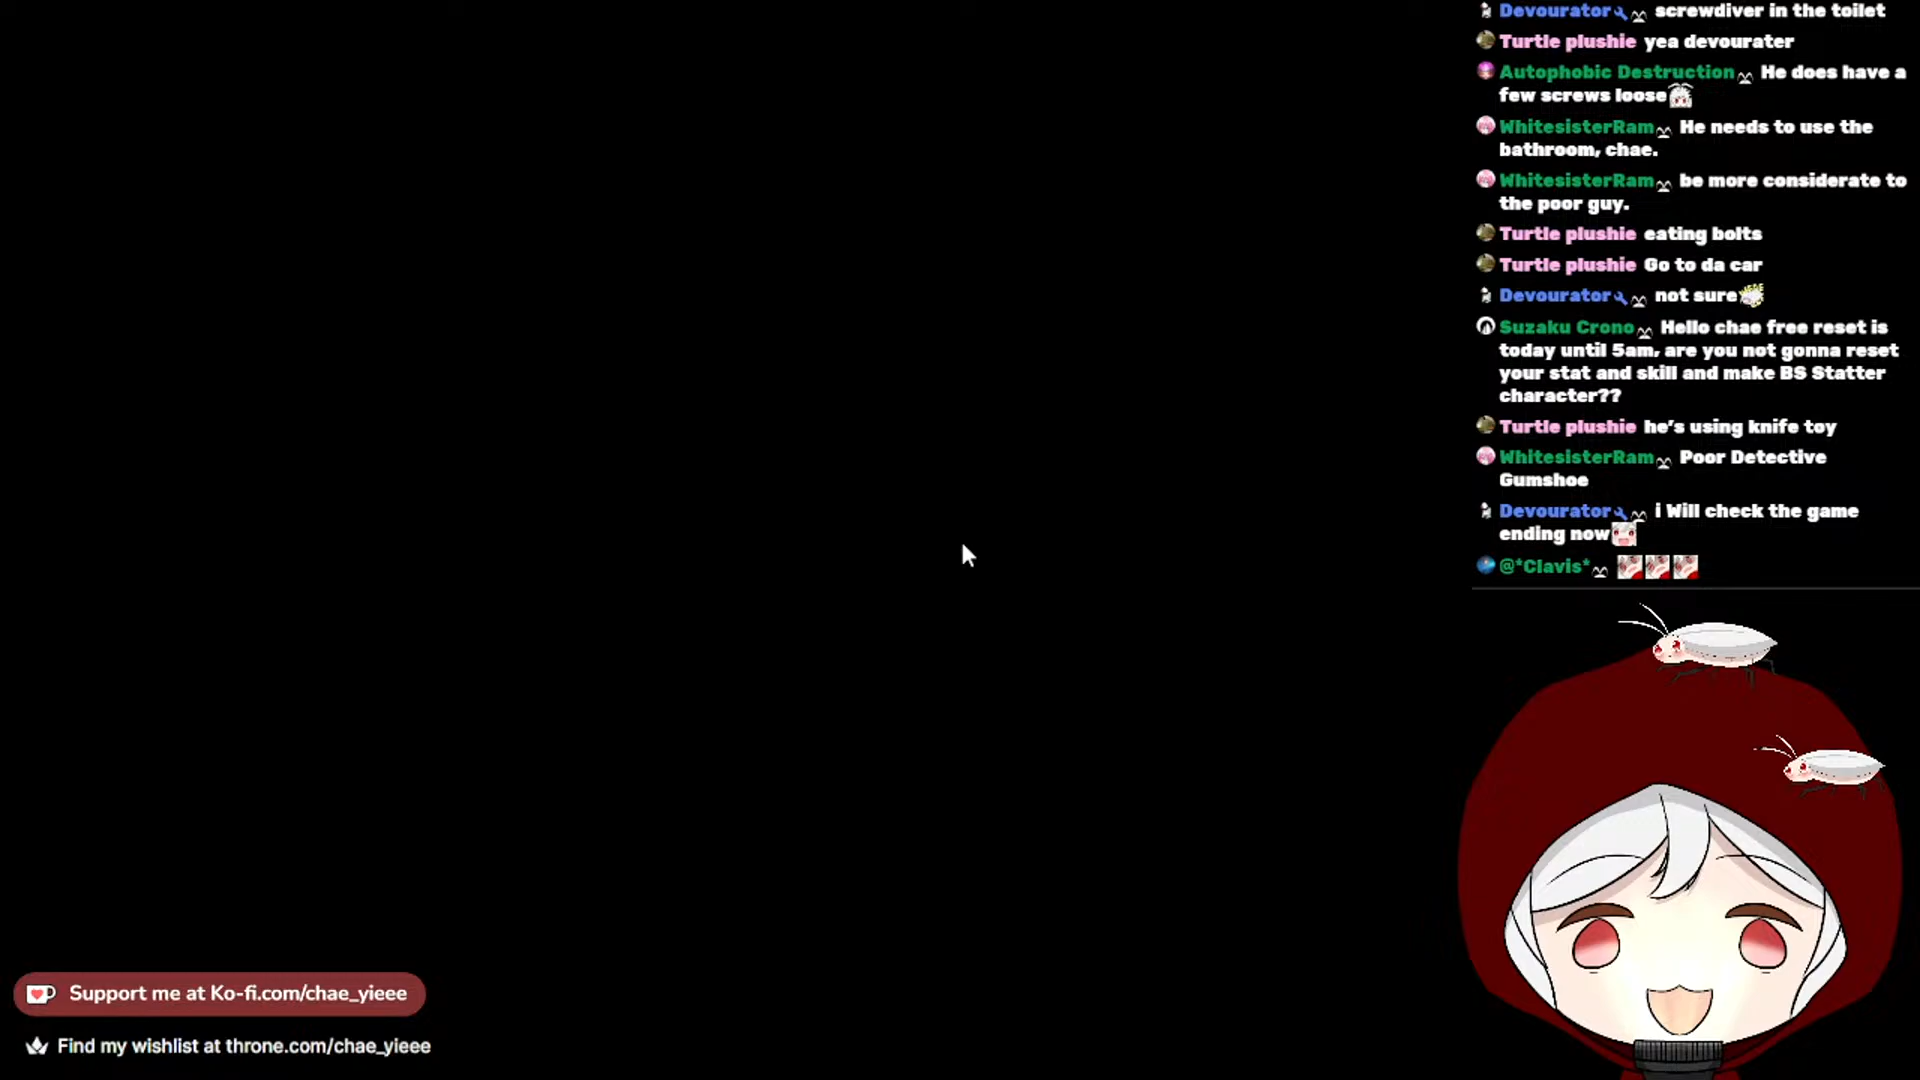 Devourator screwdiver in the toilet
Turtle plushie yea devourater
Autophobic Destruction He does have a
few screws loose
WhitesisterRam He needs to use the
bathroom, chae.
WhitesisterRam be more considerate to
the poor guy.
Turtle plushie eating bolts
Turtle plushie Go to da car
Devourator not sure
Suzaku Crono Hello chae free reset is
today until 5am, are you not gonna reset
your stat and skill and make BS Statter
character??
Turtle plushie he's using knife toy
WhitesisterRam Poor Detective
Gumshoe
Devourator i Will check the game
ending now
@*Clavis*
Support me at Ko-fi.com/chae_yieee
Find my wishlist at throne.com/chae_yieee